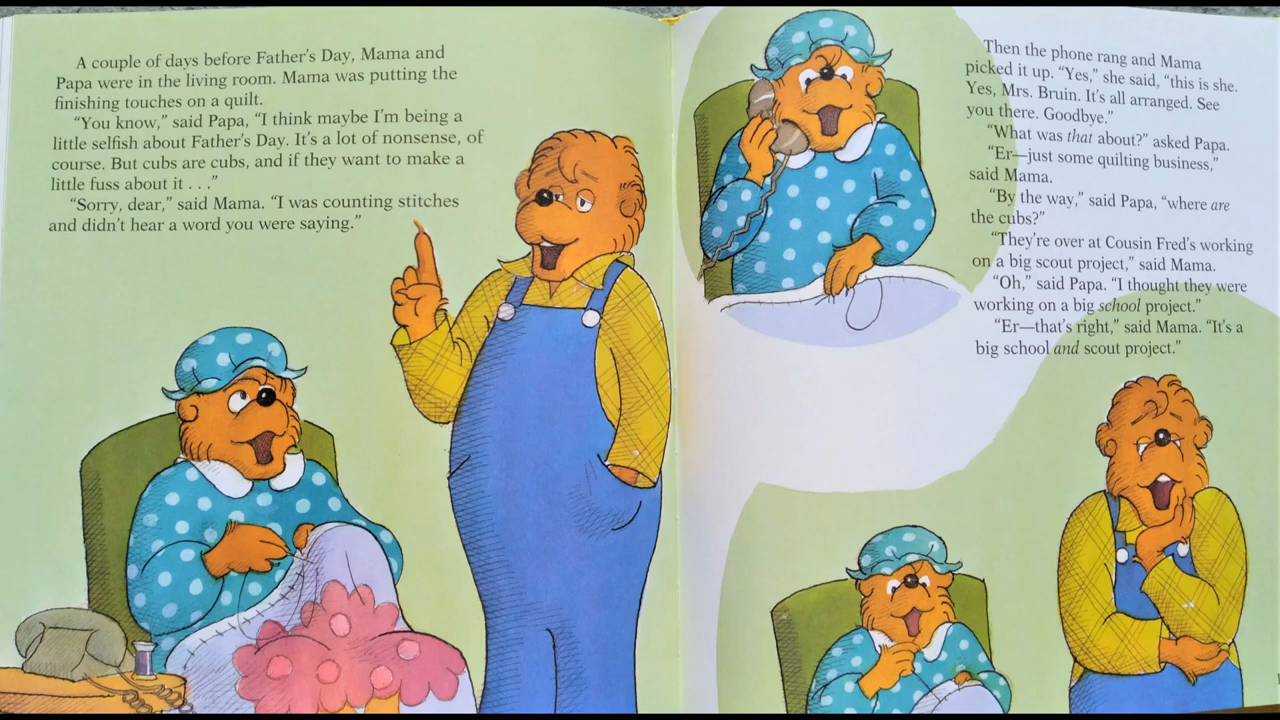 A couple of days before Father's Day, Mama and
Papa were in the living room. Mama was putting the
finishing touches on a quilt.
"You know," said Papa, "I think maybe I'm being a
little selfish about Father's Day. It's a lot of nonsense, of
course. But cubs are cubs, and if they want to make a
little fuss about it . . ."
"Sorry, dear," said Mama. "I was counting stitches
and didn't hear a word you were saying."
Then the phone rang and Mama
picked it up. "Yes," she said, "this is she.
Yes, Mrs. Bruin. It's all arranged. See
you there. Goodbye."
"What was that about?" asked Papa.
"Er—just some quilting business,"
said Mama.
"By the way," said Papa, "where are
the cubs?"
"They're over at Cousin Fred's working
on a big scout project," said Mama.
"Oh," said Papa. "I thought they were
working on a big school project."
"Er—that's right," said Mama. "It's a
big school and scout project."